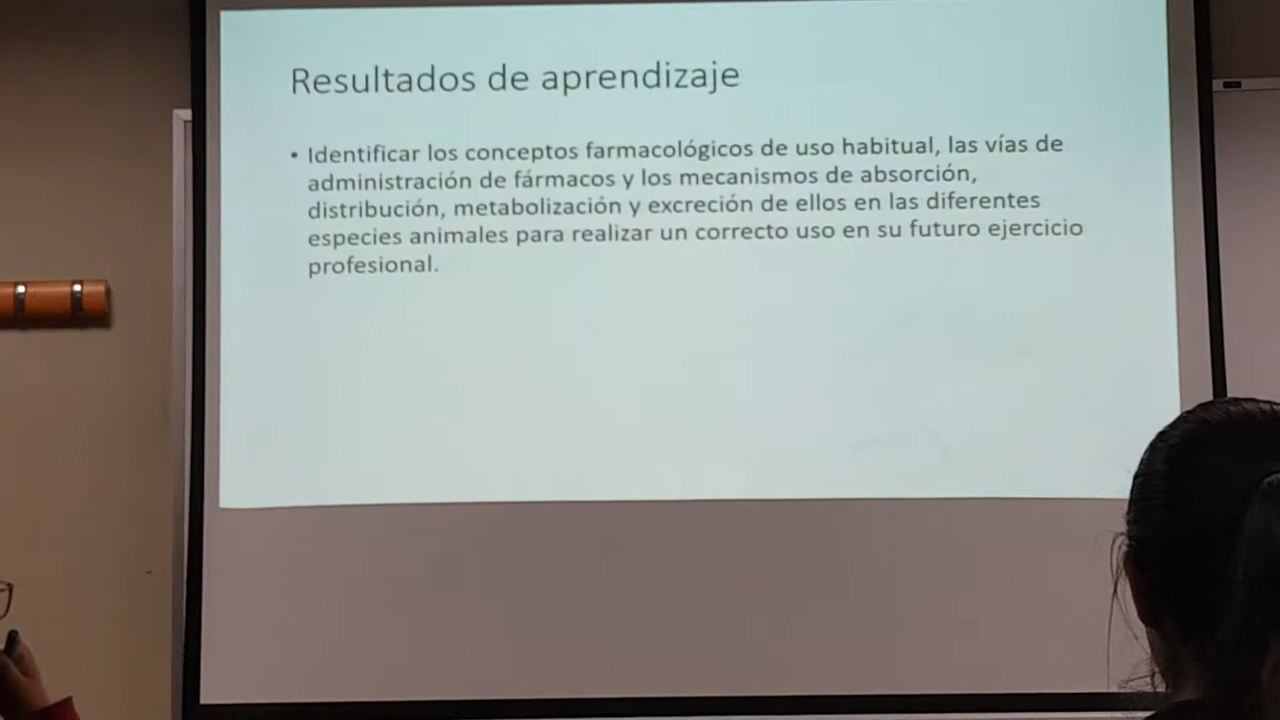 Resultados de aprendizaje
• Identificar los conceptos farmacológicos de uso habitual, las vías de
administración de fármacos y los mecanismos de absorción,
distribución, metabolización y excreción de ellos en las diferentes
especies animales para realizar un correcto uso en su futuro ejercicio
profesional.